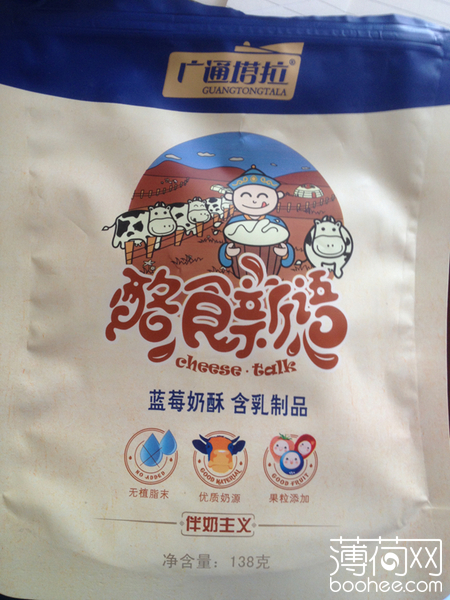 广通塔拉®
GUANGTONGTALA
酪食新语
cheese·talk
蓝莓奶酥 含乳制品
NO-ADDED
GOOD MATERIAL
GOOD FRUIT
无植脂末
优质奶源
果粒添加
伴奶主义
净含量：138克
薄荷网
boohee.com